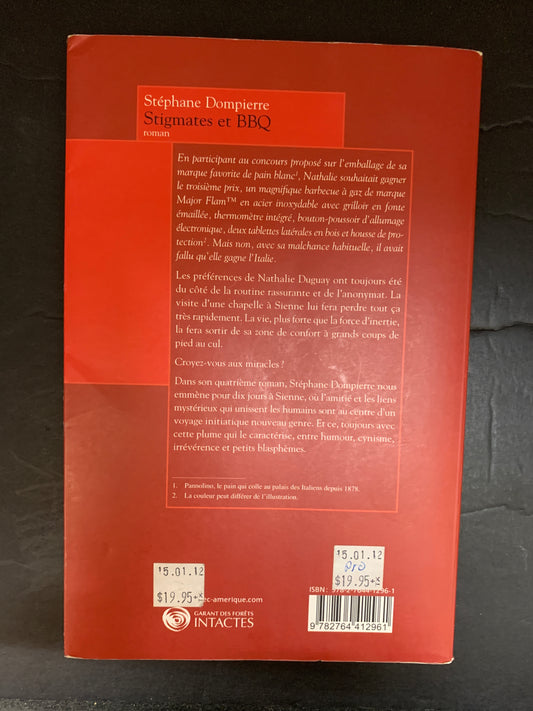 Stéphane Dompierre
Stigmates et BBQ
roman
En participant au concours proposé sur l'emballage de sa
marque favorite de pain blanc¹, Nathalie souhaitait gagner
le troisième prix, un magnifique barbecue à gaz de marque
Major Flam™ en acier inoxydable avec grilloir en fonte
émaillée, thermomètre intégré, bouton-poussoir d'allumage
électronique, deux tablettes latérales en bois et housse de pro-
tection². Mais non, avec sa malchance habituelle, il avait
fallu qu'elle gagne l'Italie.
Les préférences de Nathalie Duguay ont toujours été
du côté de la routine rassurante et de l'anonymat. La
visite d'une chapelle à Sienne lui fera perdre tout ça
très rapidement. La vie, plus forte que la force d'inertie,
la fera sortir de sa zone de confort à grands coups de
pied au cul.
Croyez-vous aux miracles ?
Dans son quatrième roman, Stéphane Dompierre nous
emmène pour dix jours à Sienne, où l'amitié et les liens
mystérieux qui unissent les humains sont au centre d'un
voyage initiatique nouveau genre. Et ce, toujours avec
cette plume qui le caractérise, entre humour, cynisme,
irrévérence et petits blasphèmes.
1. Pannolino, le pain qui colle au palais des Italiens depuis 1878.
2. La couleur peut différer de l'illustration.
15.01.12
$19.95+*
ec-amerique.com
GARANT DES FORÊTS
INTACTES
15.01.12
Pro
$19.95+*
ISBN: 978-2-7644-1296-1
9 782764 412961